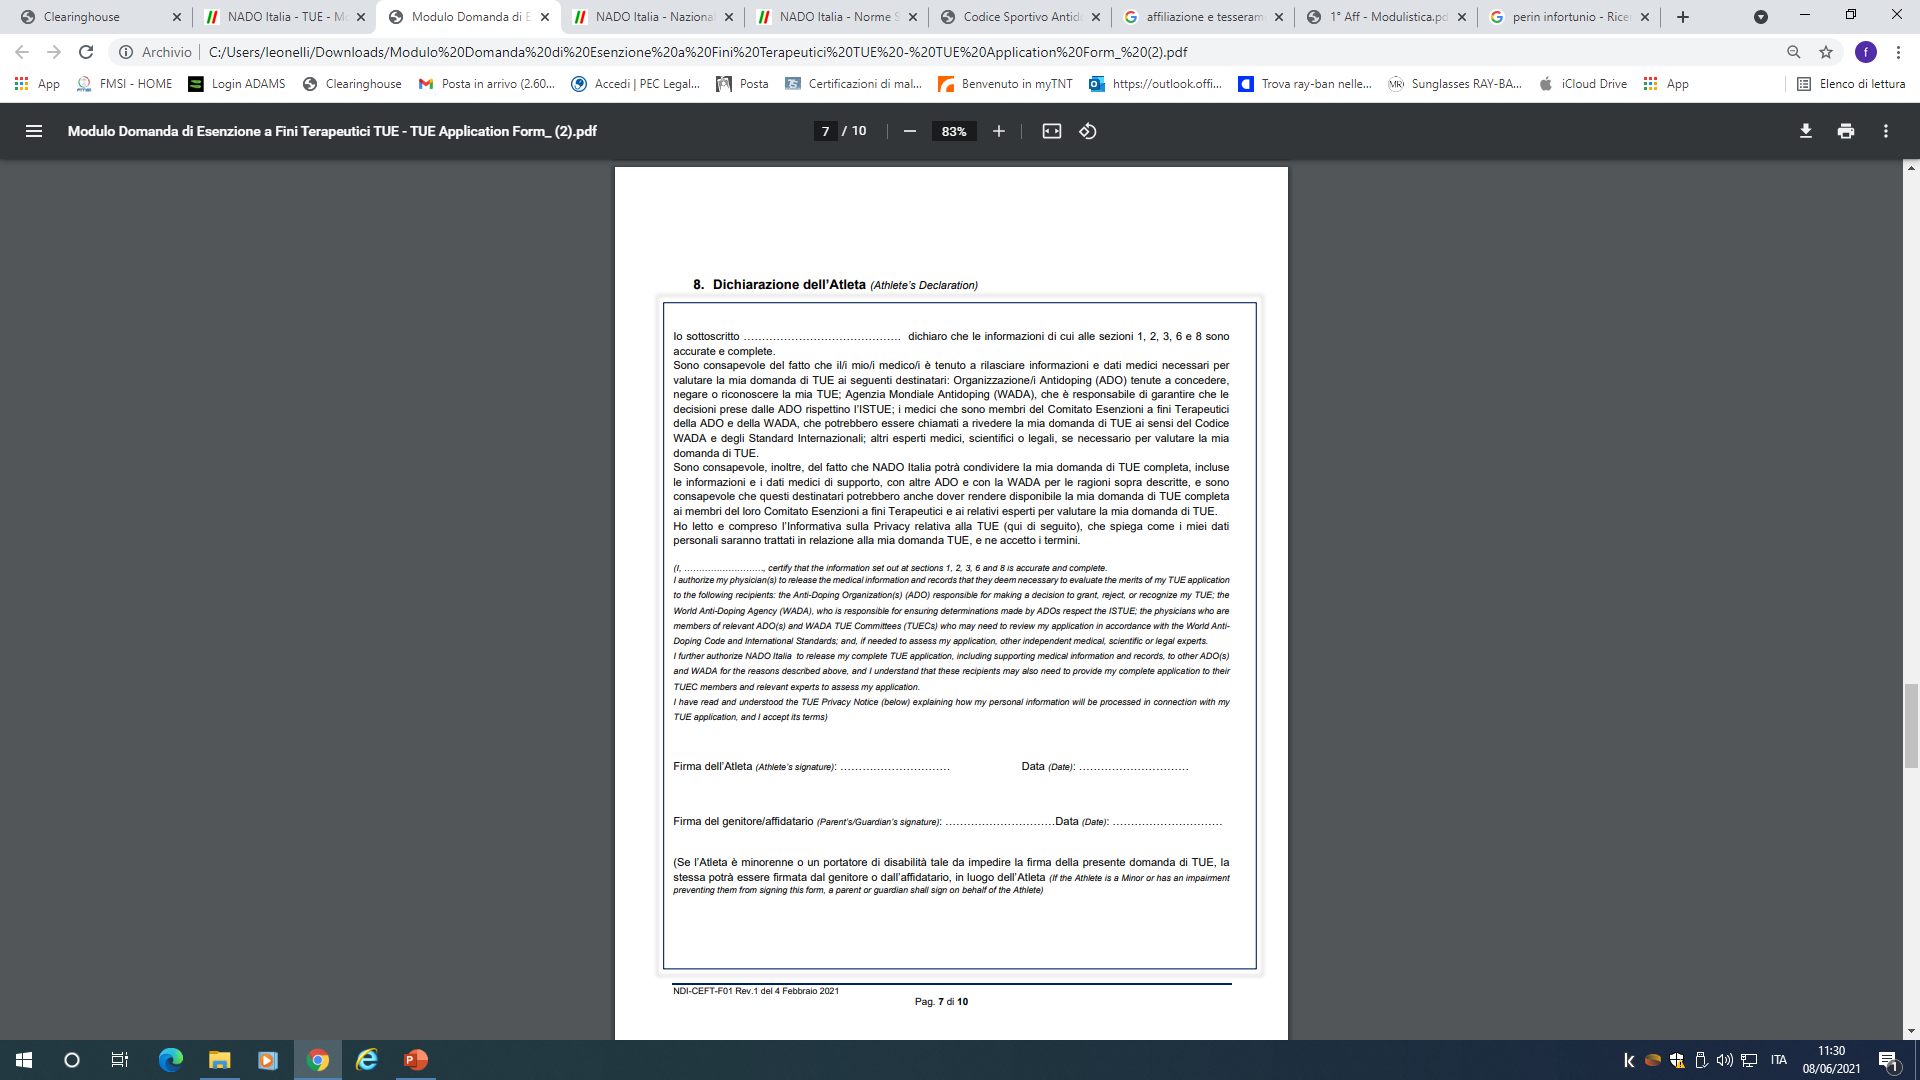 Clearinghouse
NADO Italia - TUE - Mo
Modulo Domanda di E
NADO Italia - Nazional
NADO Italia - Norme S
Codice Sportivo Antid
affiliazione e tesseram
1° Aff - Modulistica.pd
perin infortunio - Rice
Archivio
C:/Users/leonelli/Downloads/Modulo%20Domanda%20di%20Esenzione%20a%20Fini%20Terapeutici%20TUE%20-%20TUE%20Application%20Form_%20(2).pdf
f
App
FMSI - HOME
Login ADAMS
Clearinghouse
Posta in arrivo (2.60...
Accedi | PEC Legal...
Posta
Certificazioni di mal...
Benvenuto in myTNT
https://outlook.offi...
Trova ray-ban nelle...
Sunglasses RAY-BA...
iCloud Drive
App
Elenco di lettura
Modulo Domanda di Esenzione a Fini Terapeutici TUE - TUE Application Form_ (2).pdf
7 / 10
83%
8. Dichiarazione dell'Atleta (Athlete's Declaration)
Io sottoscritto ........................................... dichiaro che le informazioni di cui alle sezioni 1, 2, 3, 6 e 8 sono
accurate e complete.
Sono consapevole del fatto che il/i mio/i medico/i è tenuto a rilasciare informazioni e dati medici necessari per
valutare la mia domanda di TUE ai seguenti destinatari: Organizzazione/i Antidoping (ADO) tenute a concedere,
negare o riconoscere la mia TUE; Agenzia Mondiale Antidoping (WADA), che è responsabile di garantire che le
decisioni prese dalle ADO rispettino l'ISTUE; i medici che sono membri del Comitato Esenzioni a fini Terapeutici
della ADO e della WADA, che potrebbero essere chiamati a rivedere la mia domanda di TUE ai sensi del Codice
WADA e degli Standard Internazionali; altri esperti medici, scientifici o legali, se necessario per valutare la mia
domanda di TUE.
Sono consapevole, inoltre, del fatto che NADO Italia potrà condividere la mia domanda di TUE completa, incluse
le informazioni e i dati medici di supporto, con altre ADO e con la WADA per le ragioni sopra descritte, e sono
consapevole che questi destinatari potrebbero anche dover rendere disponibile la mia domanda di TUE completa
ai membri del loro Comitato Esenzioni a fini Terapeutici e ai relativi esperti per valutare la mia domanda di TUE.
Ho letto e compreso l'Informativa sulla Privacy relativa alla TUE (qui di seguito), che spiega come i miei dati
personali saranno trattati in relazione alla mia domanda TUE, e ne accetto i termini.
(I, ..........................., certify that the information set out at sections 1, 2, 3, 6 and 8 is accurate and complete.
I authorize my physician(s) to release the medical information and records that they deem necessary to evaluate the merits of my TUE application
to the following recipients: the Anti-Doping Organization(s) (ADO) responsible for making a decision to grant, reject, or recognize my TUE; the
World Anti-Doping Agency (WADA), who is responsible for ensuring determinations made by ADOs respect the ISTUE; the physicians who are
members of relevant ADO(s) and WADA TUE Committees (TUECs) who may need to review my application in accordance with the World Anti-
Doping Code and International Standards; and, if needed to assess my application, other independent medical, scientific or legal experts.
I further authorize NADO Italia to release my complete TUE application, including supporting medical information and records, to other ADO(s)
and WADA for the reasons described above, and I understand that these recipients may also need to provide my complete application to their
TUEC members and relevant experts to assess my application.
I have read and understood the TUE Privacy Notice (below) explaining how my personal information will be processed in connection with my
TUE application, and I accept its terms)
Firma dell'Atleta (Athlete's signature): .............................. Data (Date): ..............................
Firma del genitore/affidatario (Parent's/Guardian's signature): ..............................Data (Date): ..............................
(Se l'Atleta è minorenne o un portatore di disabilità tale da impedire la firma della presente domanda di TUE, la
stessa potrà essere firmata dal genitore o dall'affidatario, in luogo dell'Atleta (If the Athlete is a Minor or has an impairment
preventing them from signing this form, a parent or guardian shall sign on behalf of the Athlete)
NDI-CEFT-F01 Rev.1 del 4 Febbraio 2021
Pag. 7 di 10
ITA
11:30
08/06/2021
1